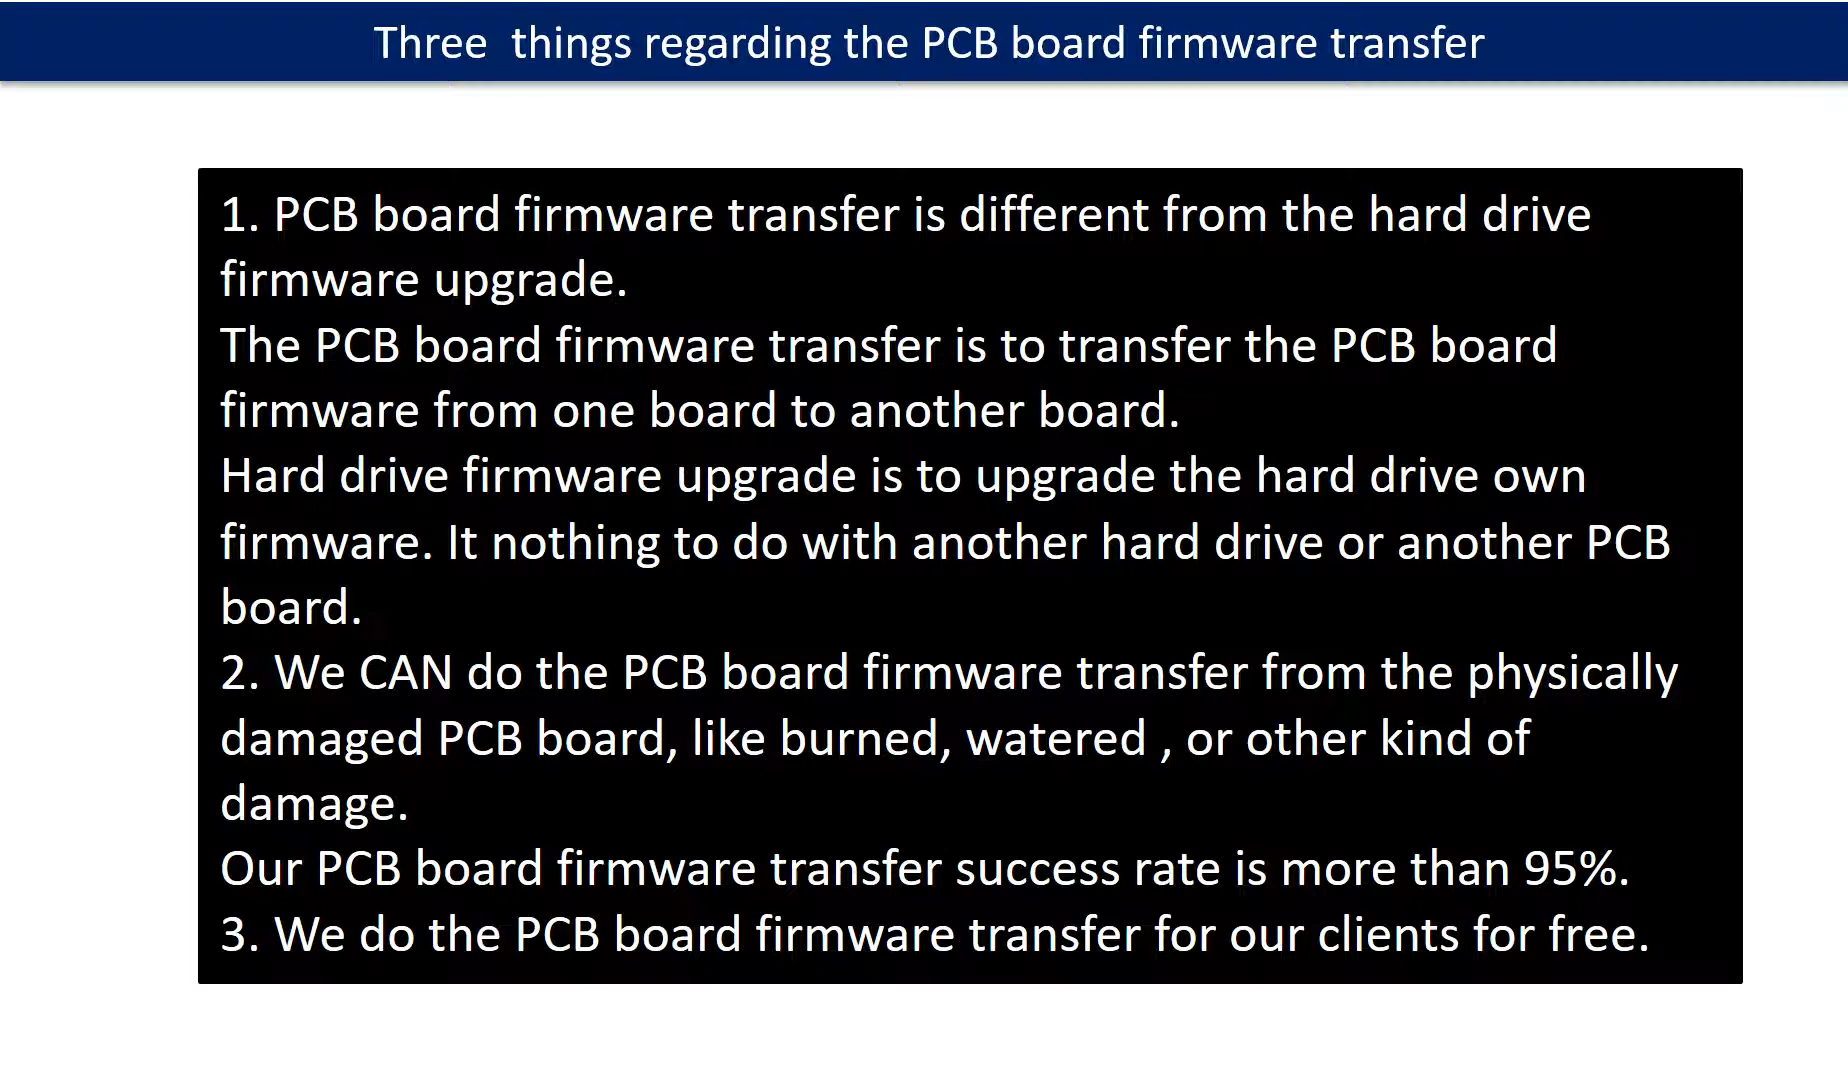 Three  things regarding the PCB board firmware transfer
1. PCB board firmware transfer is different from the hard drive
firmware upgrade.
The PCB board firmware transfer is to transfer the PCB board
firmware from one board to another board.
Hard drive firmware upgrade is to upgrade the hard drive own
firmware. It nothing to do with another hard drive or another PCB
board.
2. We CAN do the PCB board firmware transfer from the physically
damaged PCB board, like burned, watered , or other kind of
damage.
Our PCB board firmware transfer success rate is more than 95%.
3. We do the PCB board firmware transfer for our clients for free.